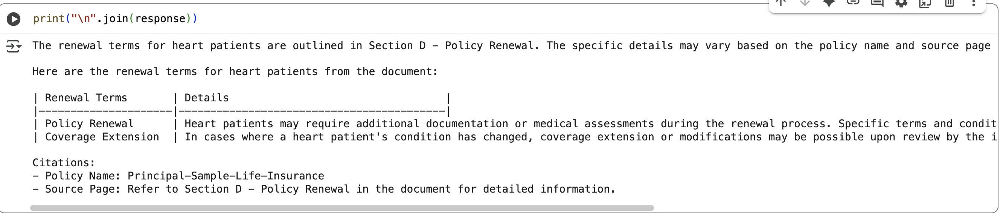 print("\n".join(response))
The renewal terms for heart patients are outlined in Section D – Policy Renewal. The specific details may vary based on the policy name and source page
Here are the renewal terms for heart patients from the document:
| Renewal Terms       | Details                                  |
|---------------------|------------------------------------------|
| Policy Renewal      | Heart patients may require additional documentation or medical assessments during the renewal process. Specific terms and condit
| Coverage Extension  | In cases where a heart patient's condition has changed, coverage extension or modifications may be possible upon review by the i
Citations:
- Policy Name: Principal-Sample-Life-Insurance
- Source Page: Refer to Section D - Policy Renewal in the document for detailed information.